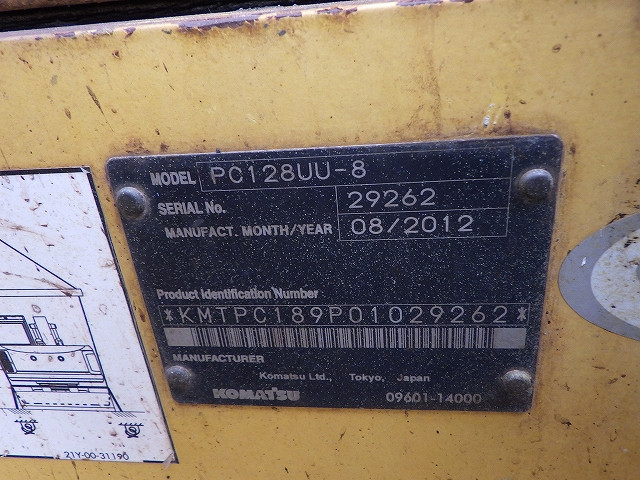 MODEL PC128UU-8
SERIAL No. 29262
MANUFACT. MONTH/YEAR 08/2012
Product Identification Number
*KMTPC189P01029262*
MANUFACTURER
Komatsu Ltd., Tokyo, Japan
KOMATSU 09601-14000
21Y-00-31190